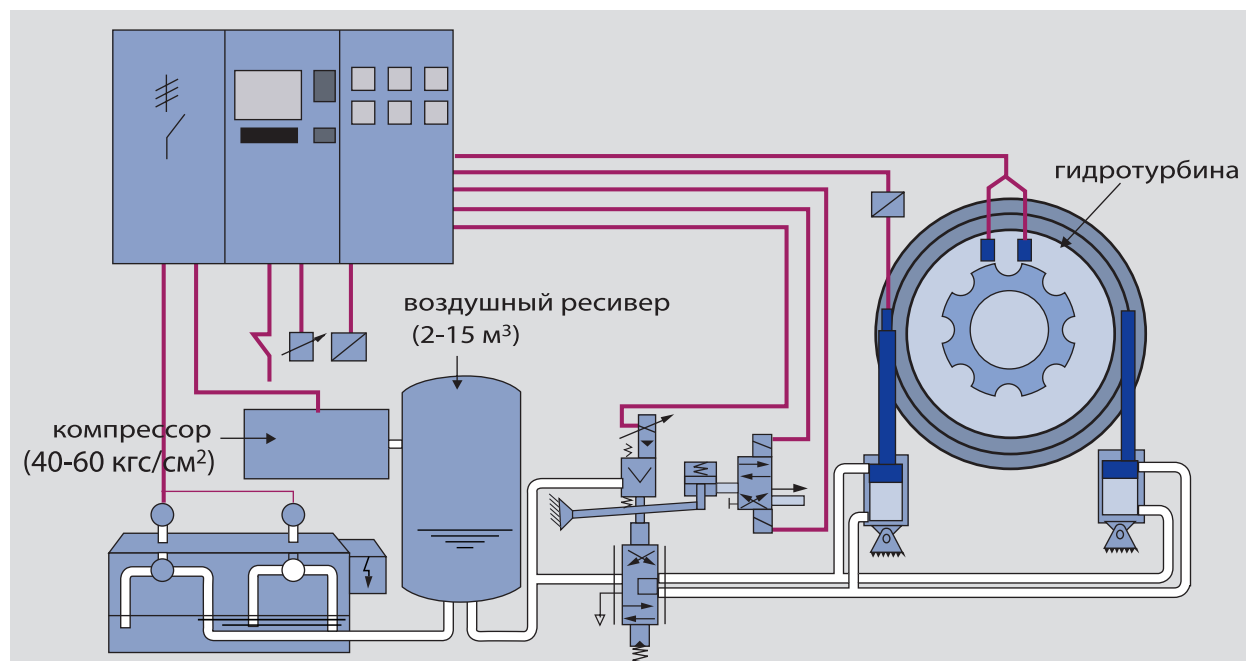 гидротурбина
воздушный ресивер
(2-15 м³)
компрессор
(40-60 кгс/см²)